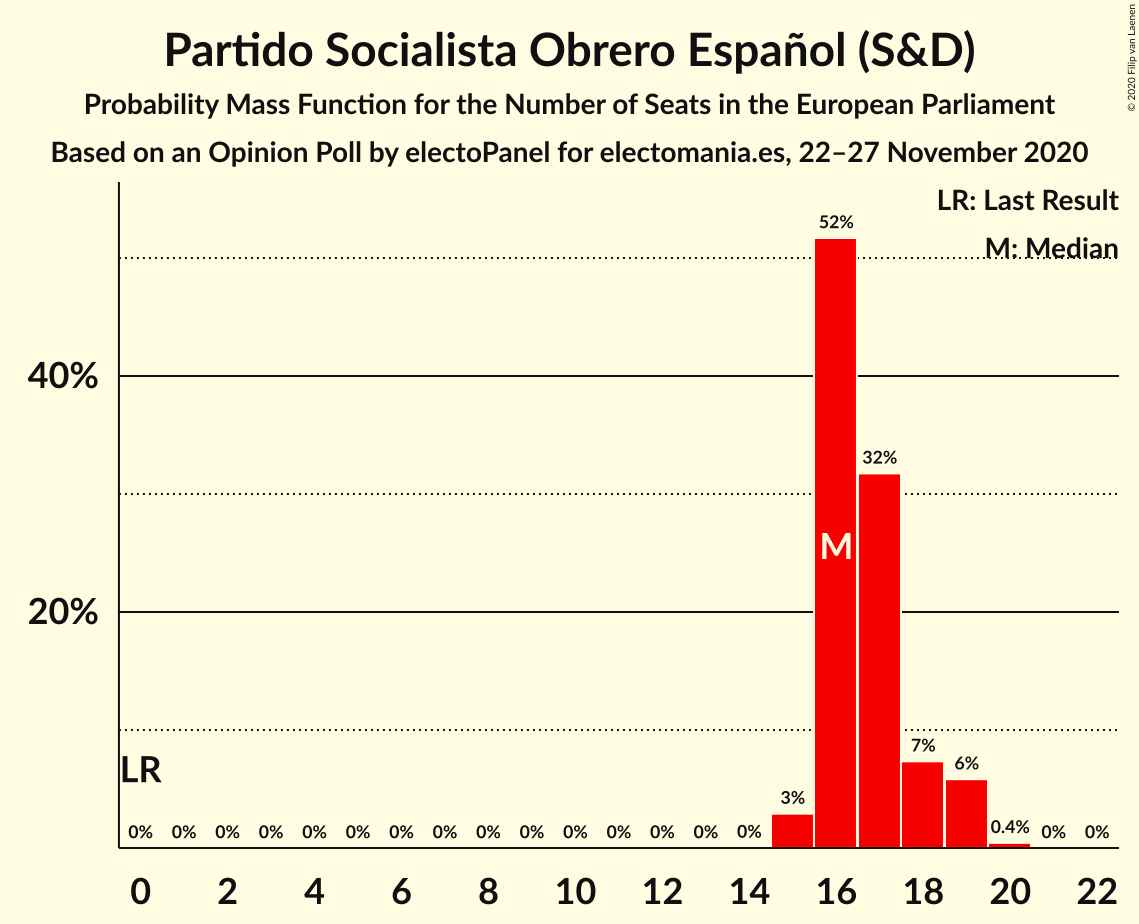 Partido Socialista Obrero Español (S&D)
Probability Mass Function for the Number of Seats in the European Parliament
Based on an Opinion Poll by electoPanel for electomania.es, 22–27 November 2020
© 2020 Filip van Laenen
LR: Last Result
M: Median
52%
40%
32%
M
20%
LR
7%
6%
3%
0.4%
0% 0% 0% 0% 0% 0% 0% 0% 0% 0% 0% 0% 0% 0% 0% 0% 0%
0 2 4 6 8 10 12 14 16 18 20 22